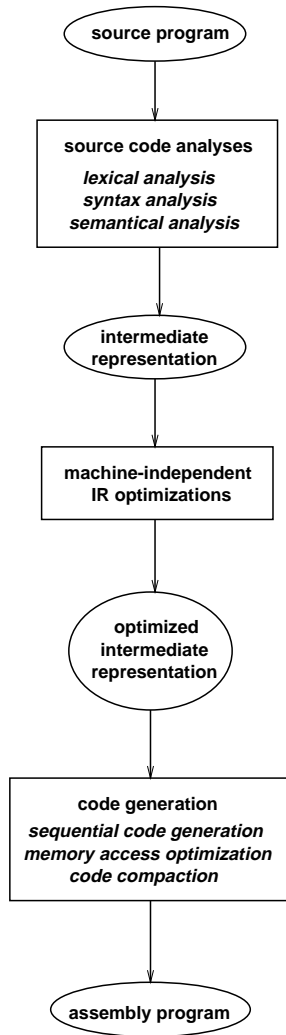 source program
source code analyses
lexical analysis
syntax analysis
semantical analysis
intermediate
representation
machine-independent
IR optimizations
optimized
intermediate
representation
code generation
sequential code generation
memory access optimization
code compaction
assembly program